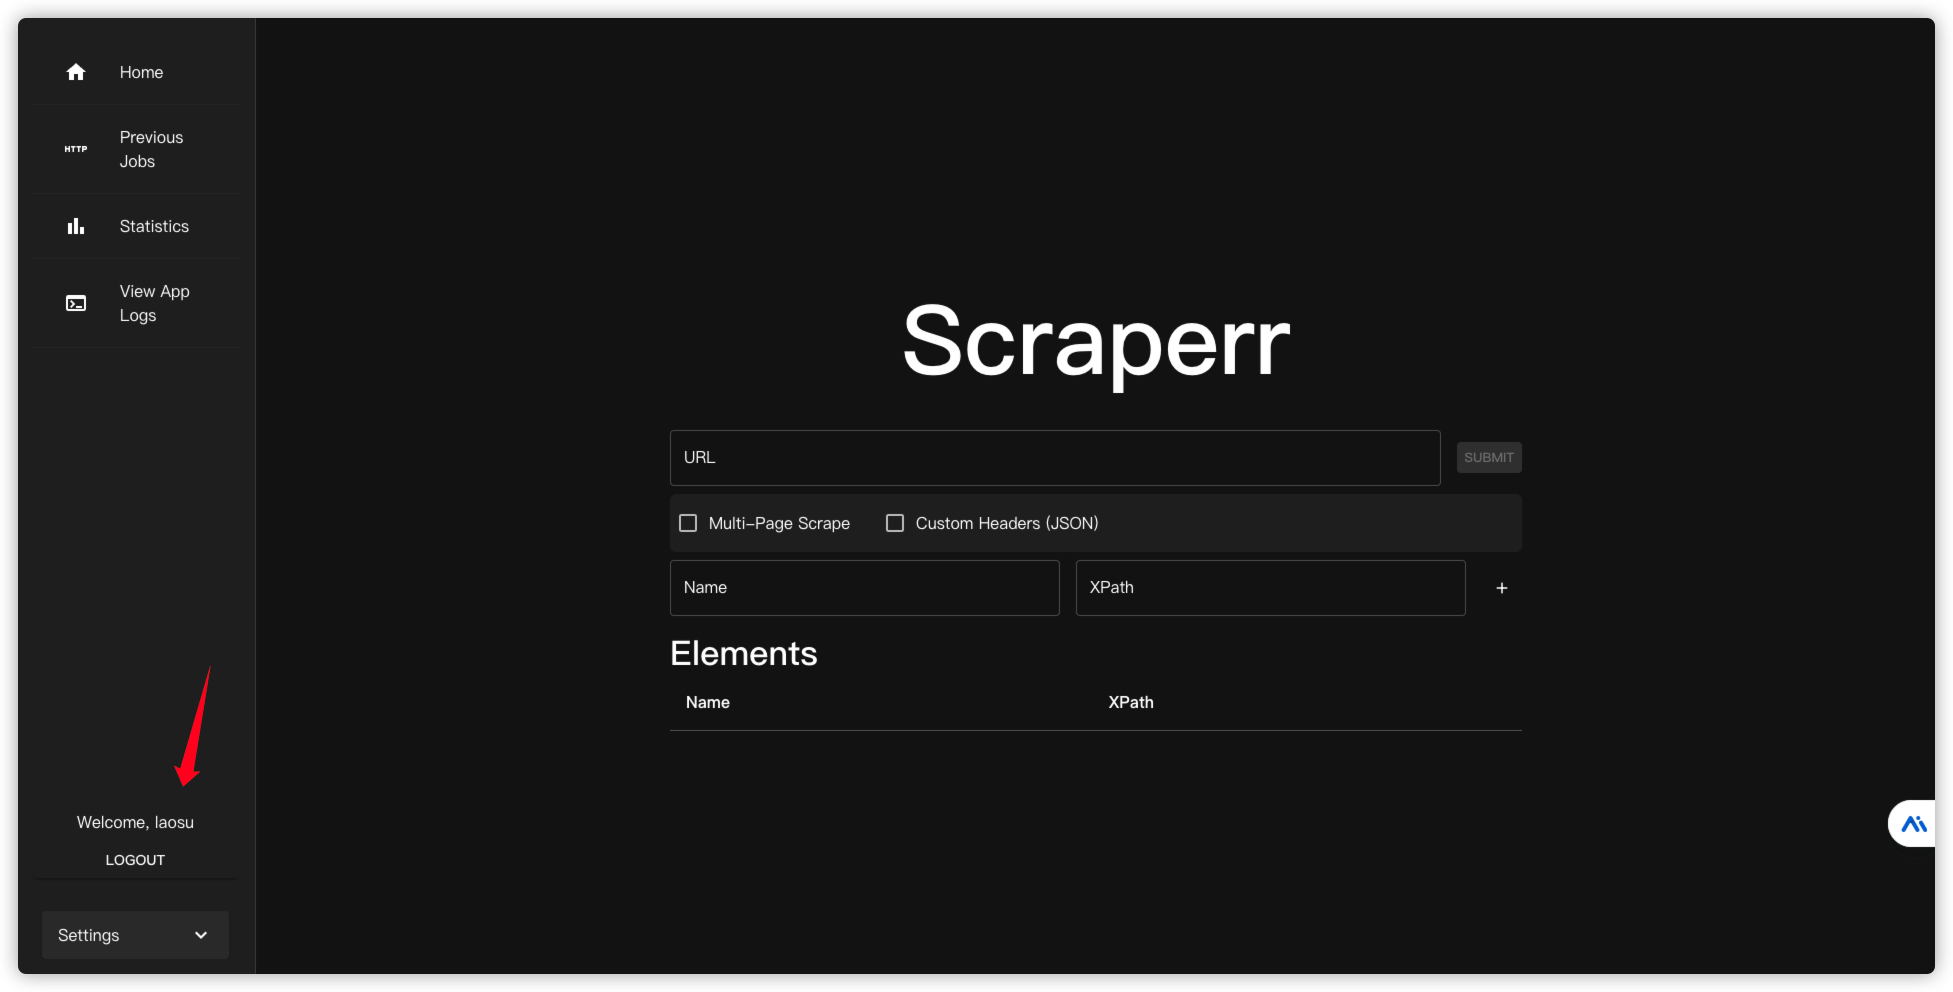 Home
HTTP
Previous
Jobs
Statistics
View App
Logs
Welcome, laosu
LOGOUT
Settings
Scraperr
URL
SUBMIT
Multi-Page Scrape
Custom Headers (JSON)
Name
XPath
+
Elements
Name
XPath